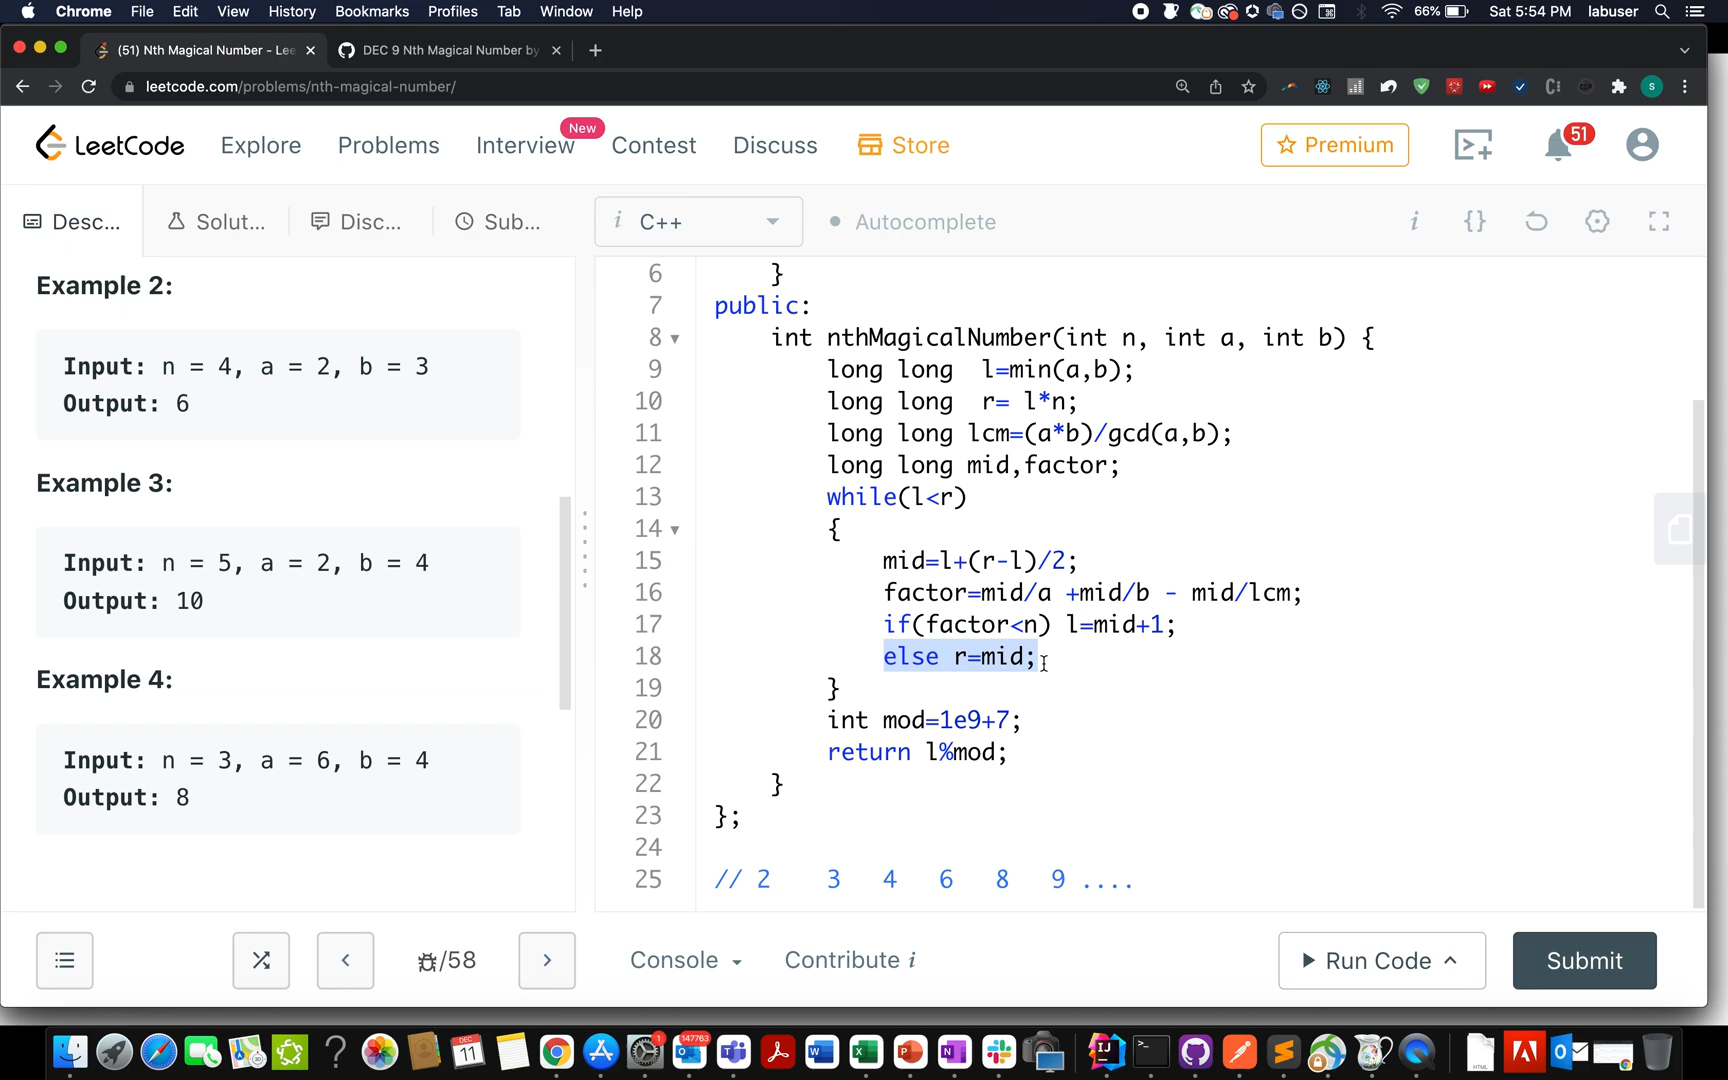 Chrome File Edit View History Bookmarks Profiles Tab Window Help 66% Sat 5:54 PM labuser
(51) Nth Magical Number - Lee
DEC 9 Nth Magical Number by
leetcode.com/problems/nth-magical-number/
S
LeetCode Explore Problems Interview New Contest Discuss Store Premium 51
Desc... Solut... Disc... Sub...
i C++ Autocomplete i {}
Example 2:
Input: n = 4, a = 2, b = 3
Output: 6
Example 3:
Input: n = 5, a = 2, b = 4
Output: 10
Example 4:
Input: n = 3, a = 6, b = 4
Output: 8
6 }
7 public:
8 int nthMagicalNumber(int n, int a, int b) {
9 long long l=min(a,b);
10 long long r= l*n;
11 long long lcm=(a*b)/gcd(a,b);
12 long long mid,factor;
13 while(l<r)
14 {
15 mid=l+(r-l)/2;
16 factor=mid/a +mid/b - mid/lcm;
17 if(factor<n) l=mid+1;
18 else r=mid;
19 }
20 int mod=1e9+7;
21 return l%mod;
22 }
23 };
24
25 // 2 3 4 6 8 9 ....
/58
Console Contribute i
Run Code Submit
DEC
11
1
147763